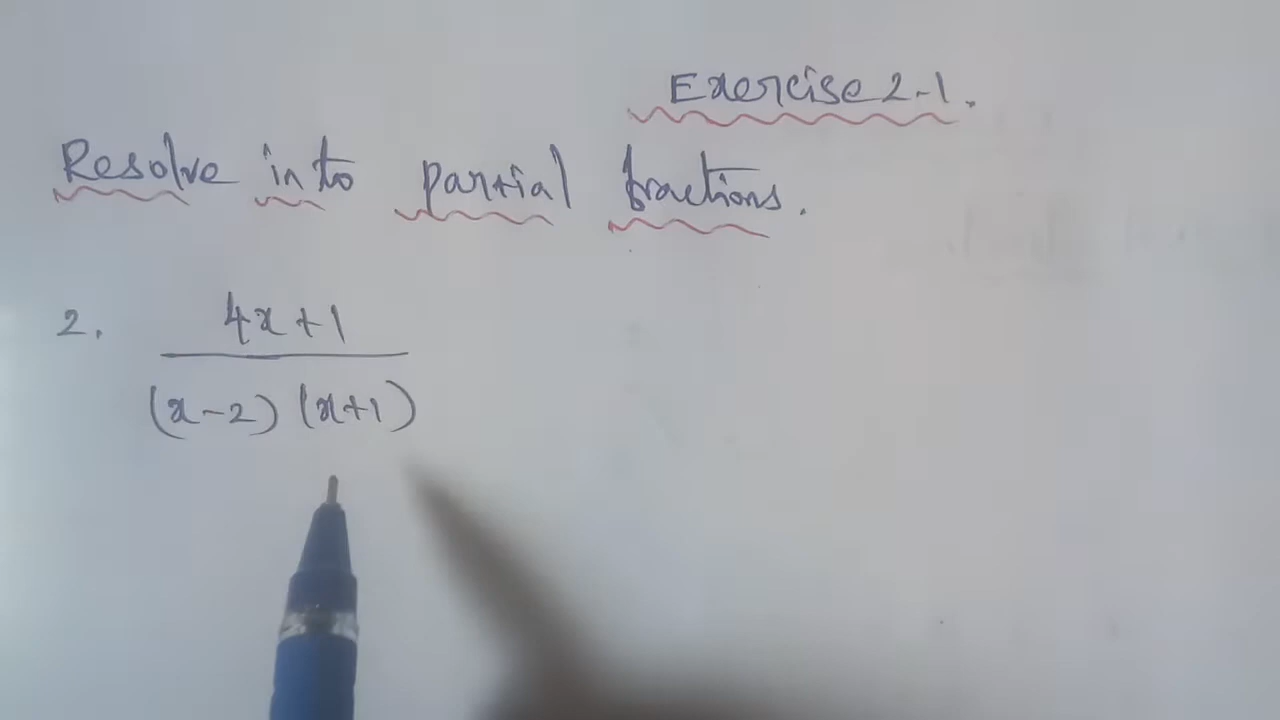 Exercise 2-1.
Resolve into partial fractions.
2. 4x+1
(x-2) (x+1)